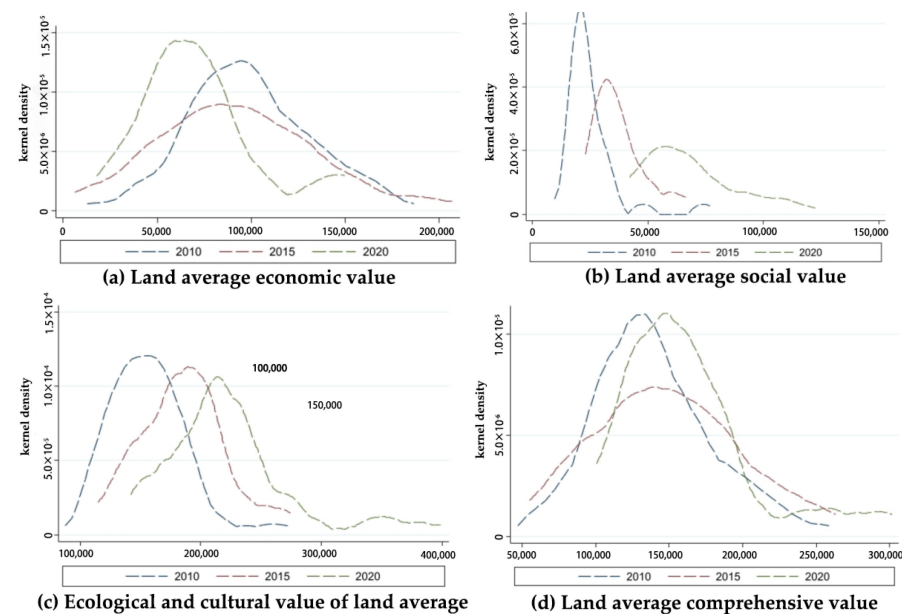 kernel density
1.5×10⁻⁵
1.0×10⁻⁵
5.0×10⁻⁶
0
0 50,000 100,000 150,000 200,000
2010 2015 2020
(a) Land average economic value
kernel density
6.0×10⁻⁵
4.0×10⁻⁵
2.0×10⁻⁵
0
0 50,000 100,000 150,000
2010 2015 2020
(b) Land average social value
kernel density
1.5×10⁻⁴
1.0×10⁻⁴
5.0×10⁻⁵
0
100,000
150,000
100,000 200,000 300,000 400,000
2010 2015 2020
(c) Ecological and cultural value of land average
kernel density
1.0×10⁻⁵
5.0×10⁻⁶
0
50,000 100,000 150,000 200,000 250,000 300,000
2010 2015 2020
(d) Land average comprehensive value